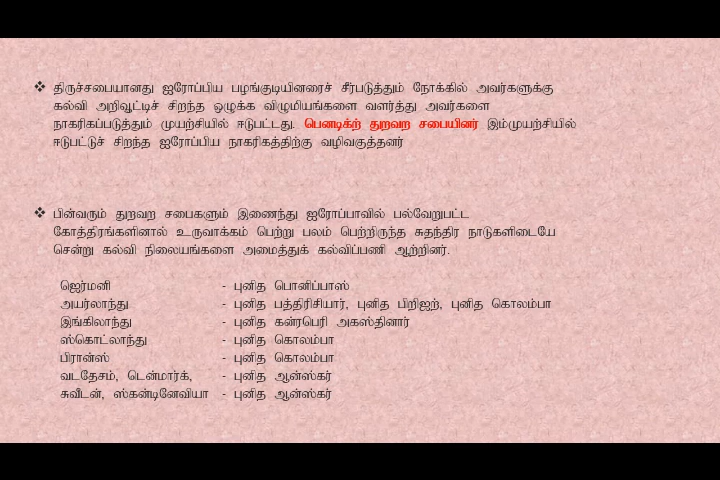 ❖ திருச்சபையானது ஐரோப்பிய பழங்குடியினரைச் சீர்படுத்தும் நோக்கில் அவர்களுக்கு
கல்வி அறிவூட்டிச் சிறந்த ஒழுக்க விழுமியங்களை வளர்த்து அவர்களை
நாகரிகப்படுத்தும் முயற்சியில் ஈடுபட்டது. பெனடிக்ற் துறவற சபையினர் இம்முயற்சியில்
ஈடுபட்டுச் சிறந்த ஐரோப்பிய நாகரிகத்திற்கு வழிவகுத்தனர்
❖ பின்வரும் துறவற சபைகளும் இணைந்து ஐரோப்பாவில் பல்வேறுபட்ட
கோத்திரங்களினால் உருவாக்கம் பெற்று பலம் பெற்றிருந்த சுதந்திர நாடுகளிடையே
சென்று கல்வி நிலையங்களை அமைத்துக் கல்விப்பணி ஆற்றினர்.
ஜெர்மனி - புனித பொனிப்பாஸ்
அயர்லாந்து - புனித பத்திரிசியார், புனித பிறிஜற், புனித கொலம்பா
இங்கிலாந்து - புனித கன்ரபெரி அகஸ்தினார்
ஸ்கொட்லாந்து - புனித கொலம்பா
பிரான்ஸ் - புனித கொலம்பா
வடதேசம், டென்மார்க், - புனித ஆன்ஸ்கர்
சுவீடன், ஸ்கன்டினேவியா - புனித ஆன்ஸ்கர்